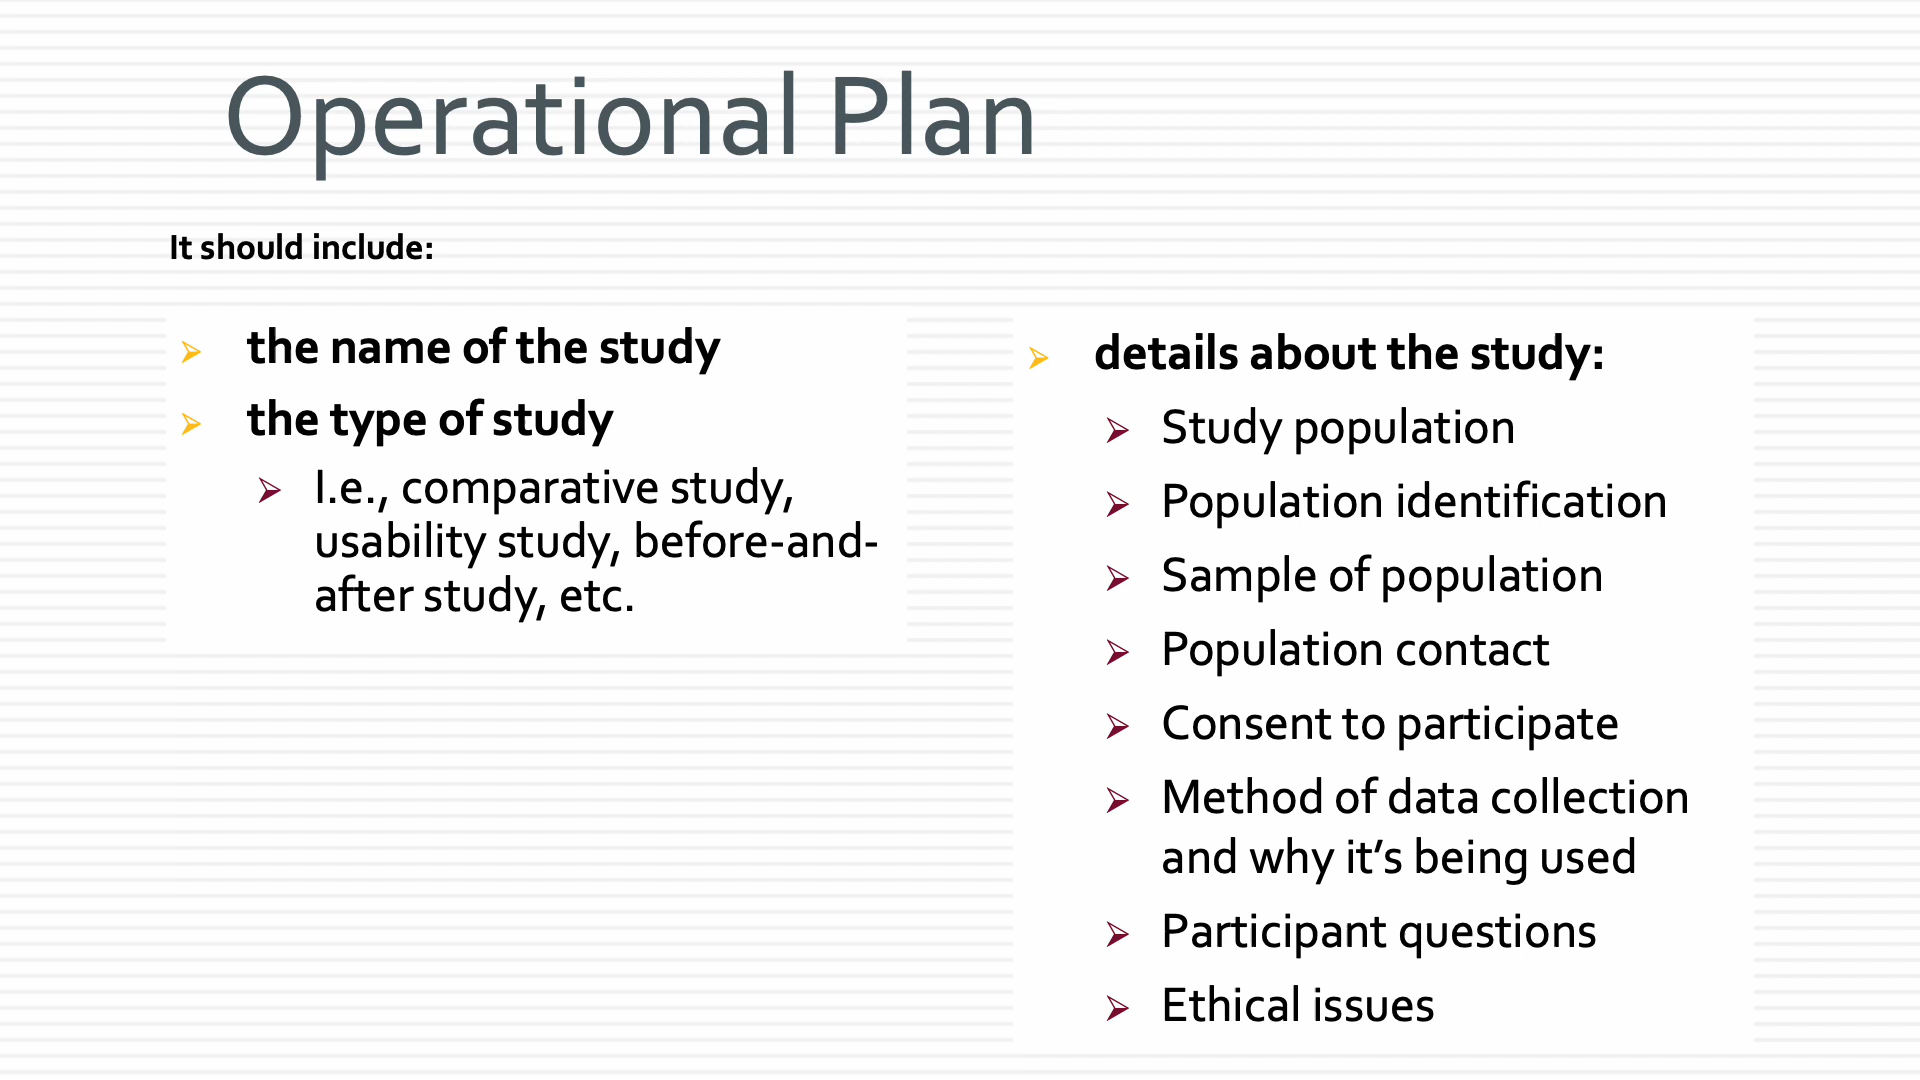 Operational Plan
It should include:
the name of the study
the type of study
I.e., comparative study,
usability study, before-and-
after study, etc.
details about the study:
Study population
Population identification
Sample of population
Population contact
Consent to participate
Method of data collection
and why it’s being used
Participant questions
Ethical issues